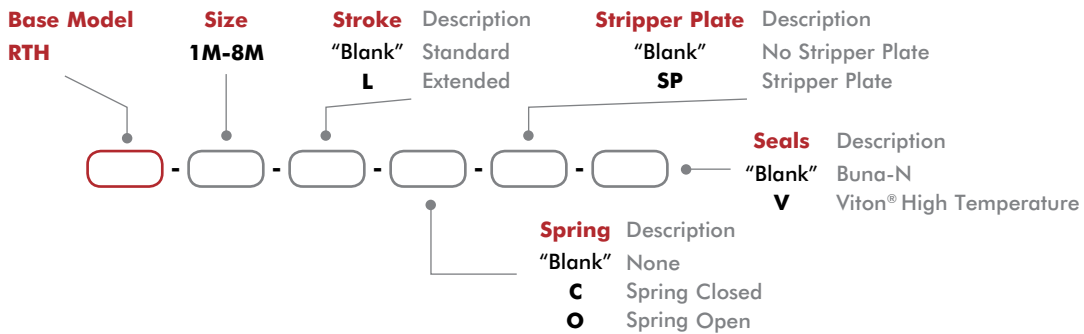 Base Model
RTH
Size
1M-8M
Stroke Description
"Blank" Standard
L Extended
Stripper Plate Description
"Blank" No Stripper Plate
SP Stripper Plate
- - - - -
Seals Description
"Blank" Buna-N
V Viton® High Temperature
Spring Description
"Blank" None
C Spring Closed
O Spring Open